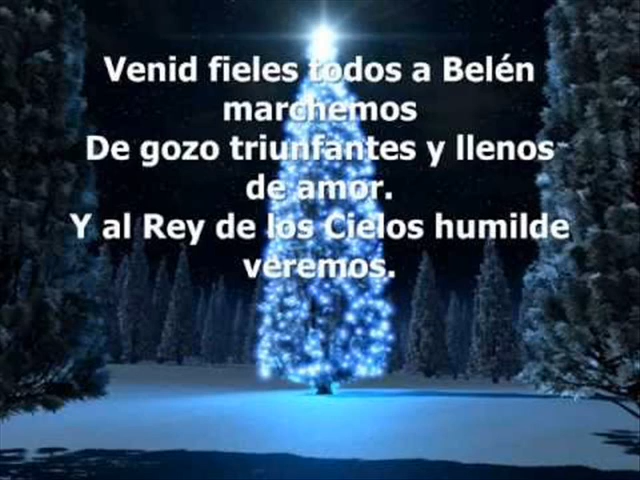 Venid fieles todos a Belén
marchemos
De gozo triunfantes y llenos
de amor.
Y al Rey de los Cielos humilde
veremos.